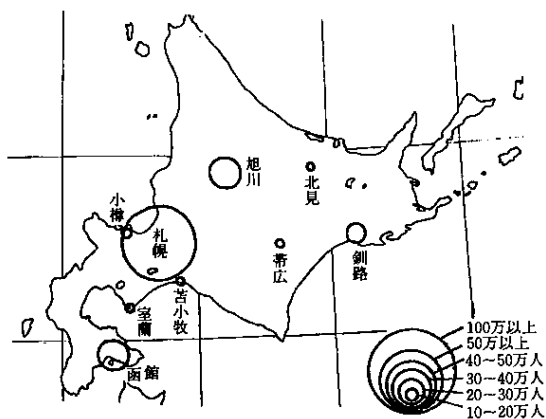 旭川
北見
小樽
札幌
釧路
帯広
苫小牧
室蘭
函館
100万以上
50万以上
40~50万人
30~40万人
20~30万人
10~20万人